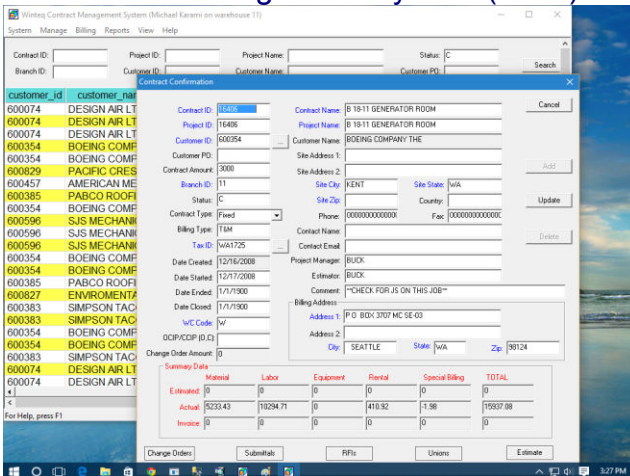 Winteq Contract Management System (Michael Karami on warehouse 11)
System Manage Billing Reports View Help
Contract ID: Project ID: Project Name: Status: C
Search
Branch ID: Customer ID: Customer Name: Customer PO:
Contract Confirmation
customer_id customer_nar
600074 DESIGN AIR LT
600074 DESIGN AIR LT
600074 DESIGN AIR LT
600354 BOEING COMP
600354 BOEING COMP
600829 PACIFIC CRES
600457 AMERICAN ME
600385 PABCO ROOFI
600354 BOEING COMP
600596 SJS MECHANI
600596 SJS MECHANI
600596 SJS MECHANI
600354 BOEING COMP
600354 BOEING COMP
600385 PABCO ROOFI
600827 ENVIROMENTA
600383 SIMPSON TAC
600383 SIMPSON TAC
600354 BOEING COMP
600354 BOEING COMP
600383 SIMPSON TAC
600074 DESIGN AIR LT
600074 DESIGN AIR LT
For Help, press F1
Contract ID: 16406 Contract Name: B 18-11 GENERATOR ROOM Cancel
Project ID: 16406 Project Name: B 18-11 GENERATOR ROOM
Customer ID: 600354 ... Customer Name: BOEING COMPANY THE
Customer PO: Site Address 1:
Contract Amount: 3000 Site Address 2: Add
Branch ID: 11 Site City: KENT Site State: WA
Status: C Site Zip: Country: Update
Contract Type: Fixed Phone: Fax:
Billing Type: T&M Contact Name: Delete
Tax ID: WA1725 ... Contact Email:
Date Created: 12/16/2008 Project Manager: BUCK
Date Started: 12/17/2008 Estimator: BUCK
Date Ended: 1/1/1900 Comment: **CHECK FOR JS ON THIS JOB**
Date Closed: 1/1/1900 Billing Address
WC Code: W Address 1: P O BOX 3707 MC SE-03
OCIP/CCIP (O,C): Address 2:
Change Order Amount: 0 City: SEATTLE State: WA Zip: 98124
Summary Data
Material Labor Equipment Rental Special Billing TOTAL
Estimated: 0 0 0 0 0 0
Actual: 5233.43 10294.71 0 410.92 -1.98 15937.08
Invoice: 0 0 0 0 0 0
Change Orders Submittals RFIs Unions Estimate
3:27 PM